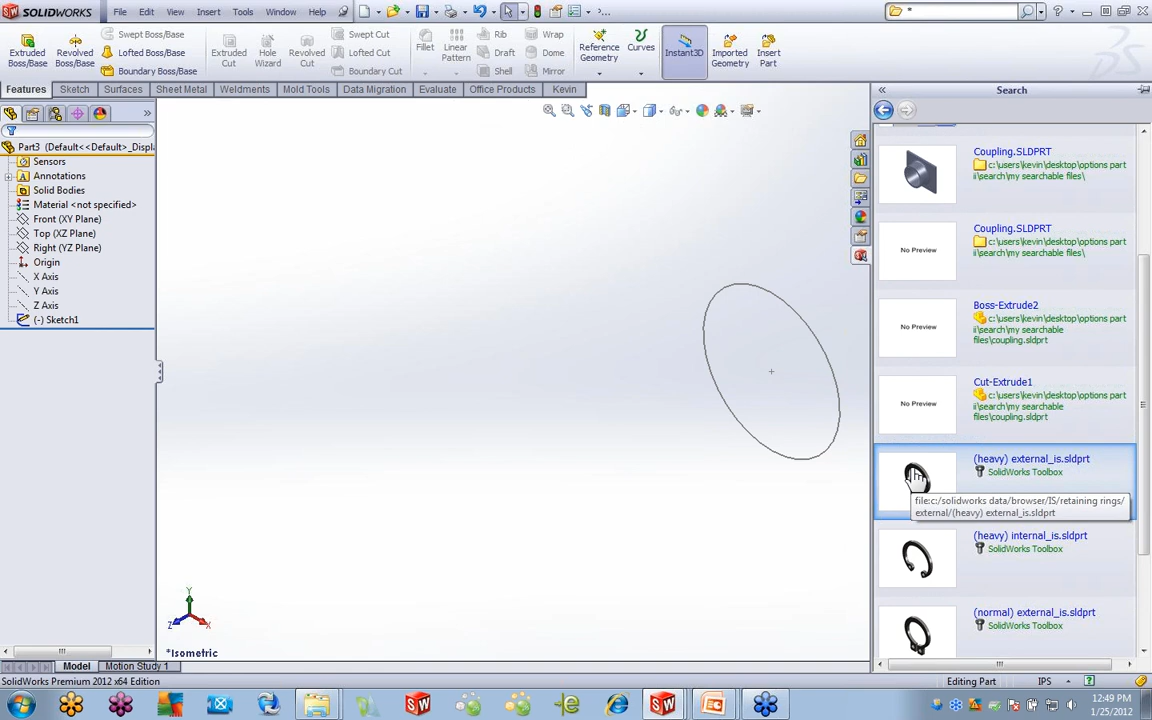 SOLIDWORKS File Edit View Insert Tools Window Help *
Extruded Boss/Base
Revolved Boss/Base
Swept Boss/Base
Lofted Boss/Base
Boundary Boss/Base
Extruded Cut
Hole Wizard
Revolved Cut
Swept Cut
Lofted Cut
Boundary Cut
Fillet
Linear Pattern
Rib
Draft
Shell
Wrap
Dome
Mirror
Reference Geometry
Curves
Instant3D
Imported Geometry
Insert Part
Features Sketch Surfaces Sheet Metal Weldments Mold Tools Data Migration Evaluate Office Products Kevin
Part3 (Default<<Default>_Displa
Sensors
Annotations
Solid Bodies
Material <not specified>
Front (XY Plane)
Top (XZ Plane)
Right (YZ Plane)
Origin
X Axis
Y Axis
Z Axis
(-) Sketch1
Y
Z
X
*Isometric
Search
Coupling.SLDPRT
c:\users\kevin\desktop\options part
ii\search\my searchable files\
No Preview
Coupling.SLDPRT
c:\users\kevin\desktop\options part
ii\search\my searchable files\
No Preview
Boss-Extrude2
c:\users\kevin\desktop\options part
ii\search\my searchable
files\coupling.sldprt
No Preview
Cut-Extrude1
c:\users\kevin\desktop\options part
ii\search\my searchable
files\coupling.sldprt
(heavy) external_is.sldprt
SolidWorks Toolbox
file:c:/solidworks data/browser/IS/retaining rings/
external/(heavy) external_is.sldprt
(heavy) internal_is.sldprt
SolidWorks Toolbox
(normal) external_is.sldprt
SolidWorks Toolbox
Model Motion Study 1
SolidWorks Premium 2012 x64 Edition Editing Part IPS
12:49 PM
1/25/2012